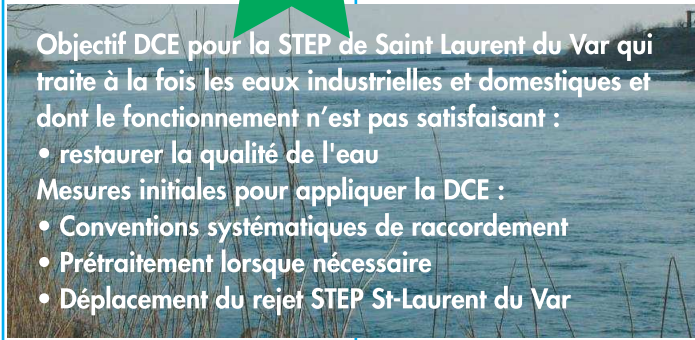 Objectif DCE pour la STEP de Saint Laurent du Var qui
traite à la fois les eaux industrielles et domestiques et
dont le fonctionnement n’est pas satisfaisant :
• restaurer la qualité de l'eau
Mesures initiales pour appliquer la DCE :
• Conventions systématiques de raccordement
• Prétraitement lorsque nécessaire
• Déplacement du rejet STEP St-Laurent du Var